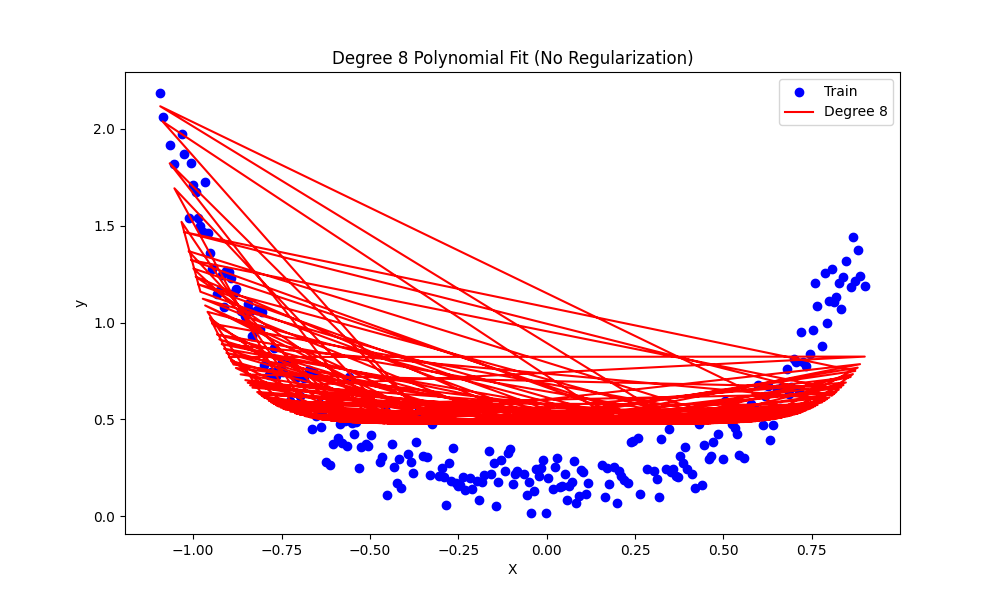 Degree 8 Polynomial Fit (No Regularization)
Train
Degree 8
2.0
1.5
1.0
0.5
0.0
y
−1.00 −0.75 −0.50 −0.25 0.00 0.25 0.50 0.75
X